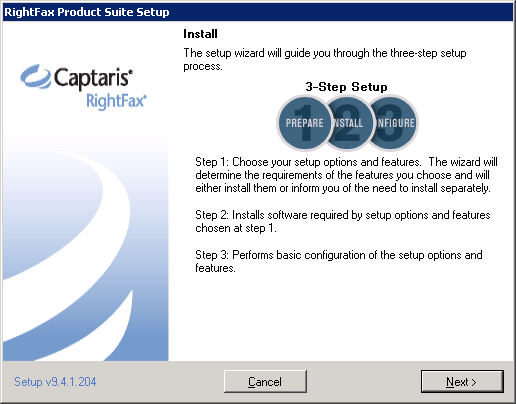 RightFax Product Suite Setup
Captaris®
RightFax®
Install
The setup wizard will guide you through the three-step setup
process.
3-Step Setup
1 2 3
PREPARE INSTALL CONFIGURE
Step 1: Choose your setup options and features. The wizard will
determine the requirements of the features you choose and will
either install them or inform you of the need to install separately.
Step 2: Installs software required by setup options and features
chosen at step 1.
Step 3: Performs basic configuration of the setup options and
features.
Setup v9.4.1.204
Cancel
Next >